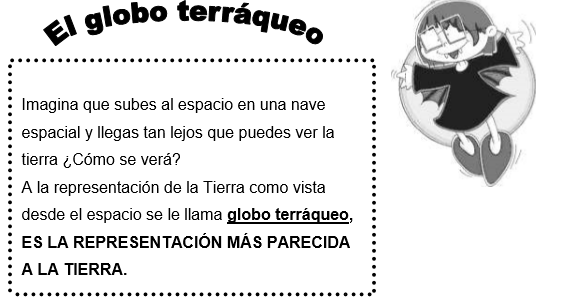 El globo terráqueo
Imagina que subes al espacio en una nave
espacial y llegas tan lejos que puedes ver la
tierra ¿Cómo se verá?
A la representación de la Tierra como vista
desde el espacio se le llama globo terráqueo,
ES LA REPRESENTACIÓN MÁS PARECIDA
A LA TIERRA.